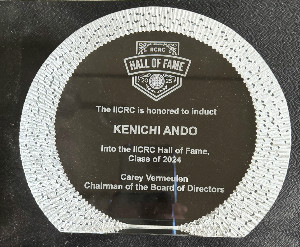 IICRC
HALL OF FAME
The IICRC is honored to induct
KENICHI ANDO
Into the IICRC Hall of Fame,
Class of 2024
Carey Vermeulen
Chairman of the Board of Directors